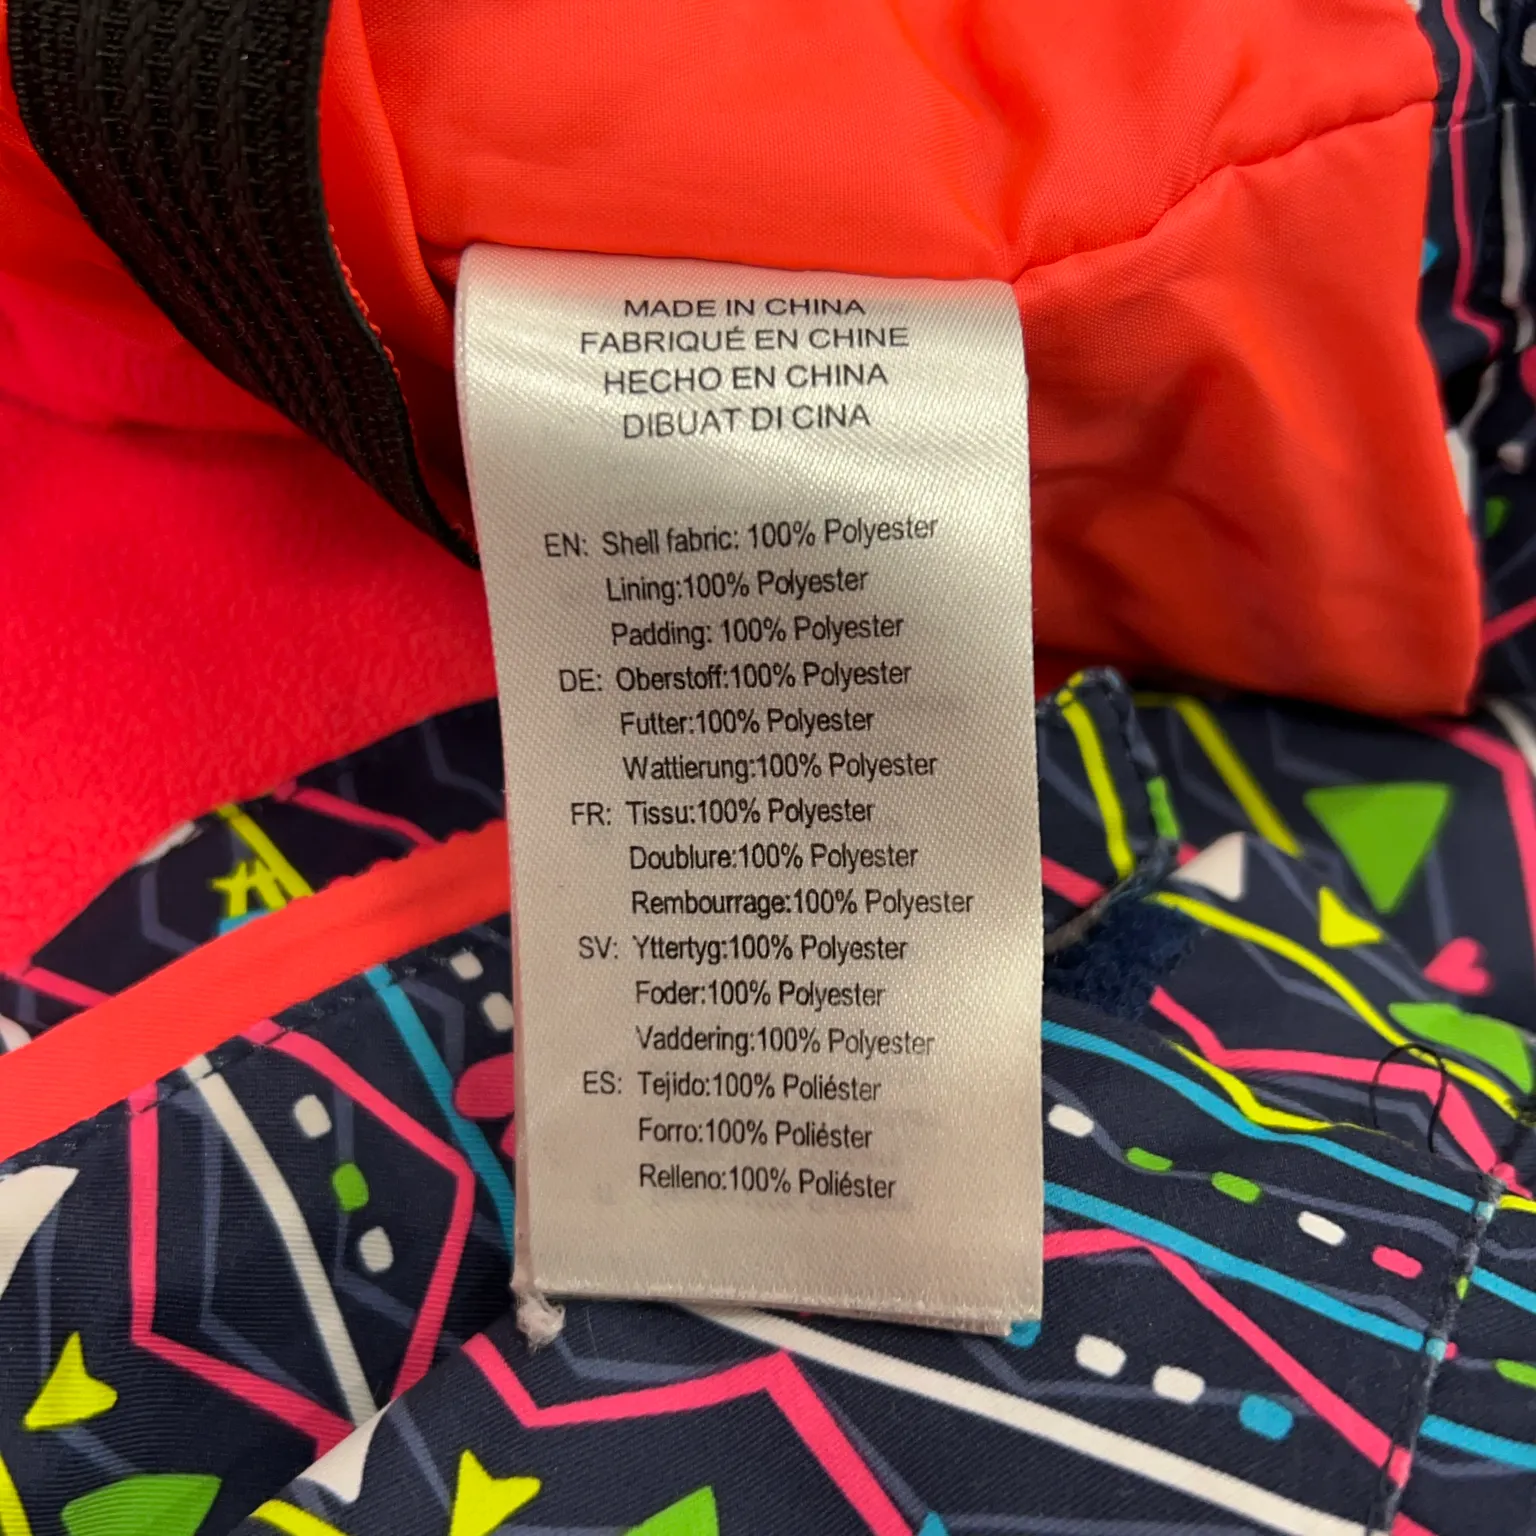 MADE IN CHINA
FABRIQUÉ EN CHINE
HECHO EN CHINA
DIBUAT DI CINA
EN: Shell fabric: 100% Polyester
Lining:100% Polyester
Padding: 100% Polyester
DE: Oberstoff:100% Polyester
Futter:100% Polyester
Wattierung:100% Polyester
FR: Tissu:100% Polyester
Doublure:100% Polyester
Rembourrage:100% Polyester
SV: Yttertyg:100% Polyester
Foder:100% Polyester
Vaddering:100% Polyester
ES: Tejido:100% Poliéster
Forro:100% Poliéster
Relleno:100% Poliéster